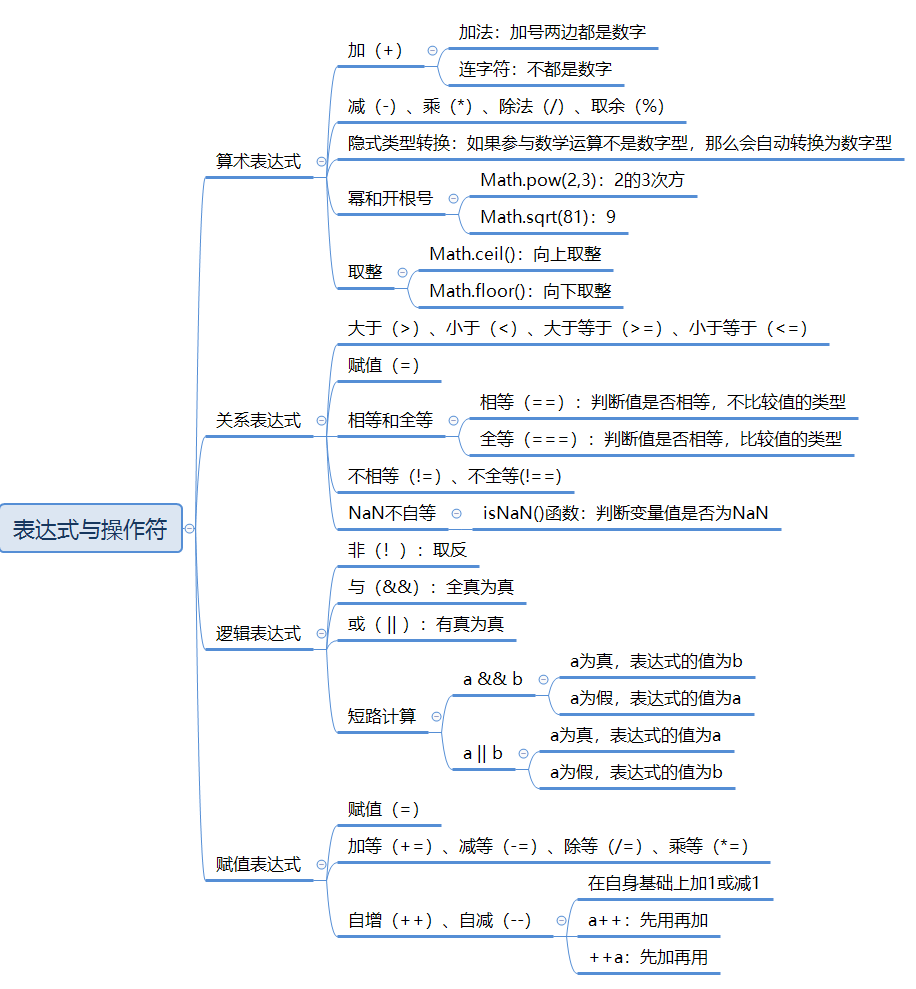 表达式与操作符
算术表达式
加（+）
加法：加号两边都是数字
连字符：不都是数字
减（-）、乘（*）、除法（/）、取余（%）
隐式类型转换：如果参与数学运算不是数字型，那么会自动转换为数字型
幂和开根号
Math.pow(2,3)：2的3次方
Math.sqrt(81)：9
取整
Math.ceil()：向上取整
Math.floor()：向下取整
关系表达式
大于（>）、小于（<）、大于等于（>=）、小于等于（<=）
赋值（=）
相等和全等
相等（==）：判断值是否相等，不比较值的类型
全等（===）：判断值是否相等，比较值的类型
不相等（!=）、不全等(!==)
NaN不自等
isNaN()函数：判断变量值是否为NaN
逻辑表达式
非（！）：取反
与（&&）：全真为真
或（||）：有真为真
短路计算
a && b
a为真，表达式的值为b
a为假，表达式的值为a
a || b
a为真，表达式的值为a
a为假，表达式的值为b
赋值表达式
赋值（=）
加等（+=）、减等（-=）、除等（/=）、乘等（*=）
自增（++）、自减（--）
在自身基础上加1或减1
a++：先用再加
++a：先加再用